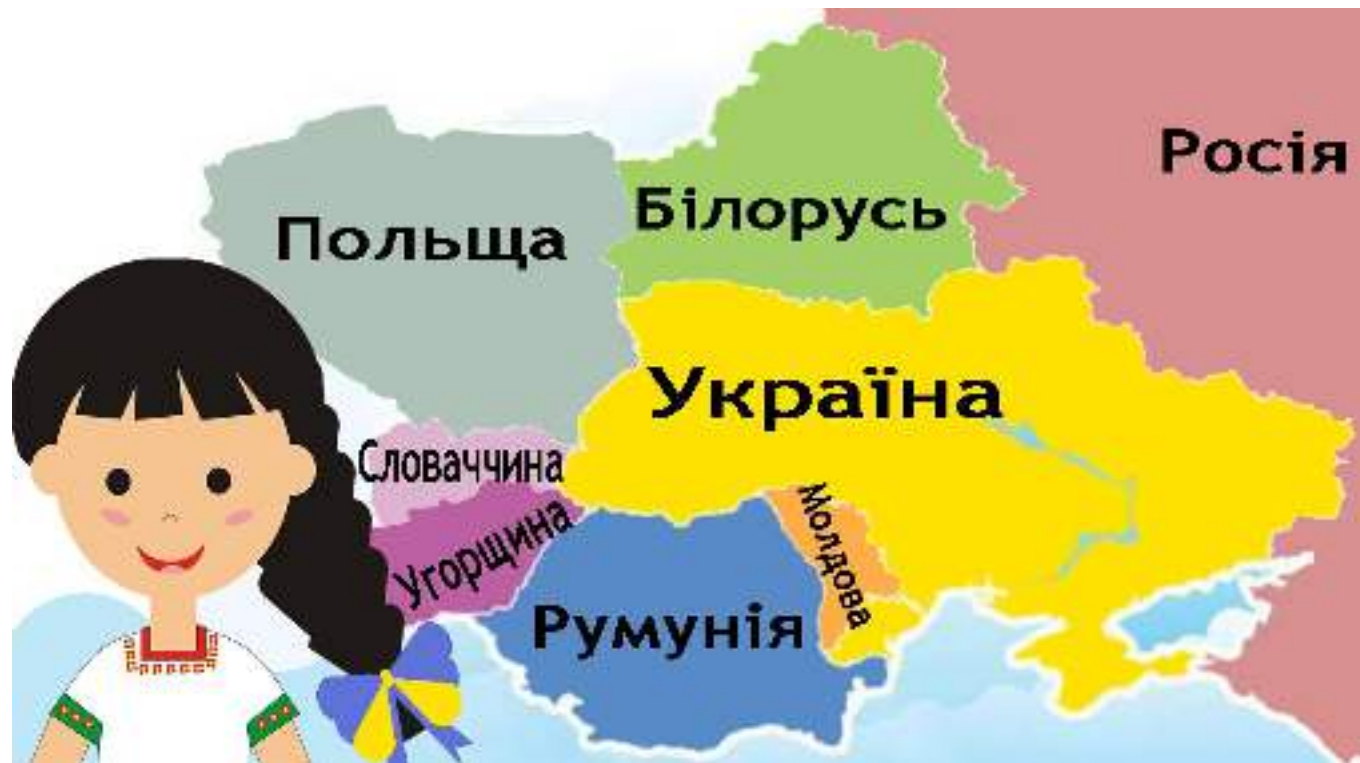 Росія
Білорусь
Польща
Україна
Словаччина
Угорщина
Молдова
Румунія